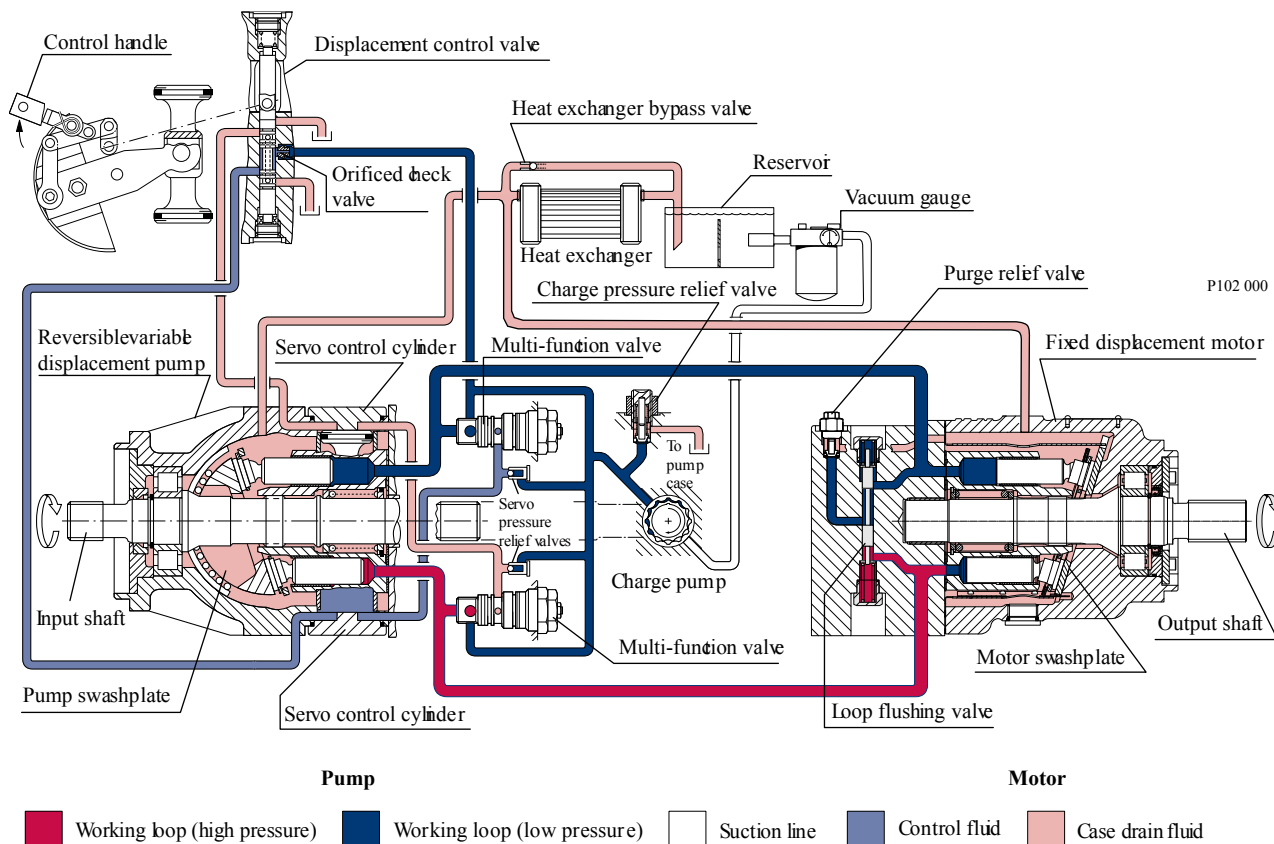 Control handle
Displacement control valve
Heat exchanger bypass valve
Reservoir
Orificed check
valve
Vacuum gauge
Heat exchanger
Charge pressure relief valve
Purge relief valve
P102 000
Reversible variable
displacement pump
Servo control cylinder
Multi-function valve
Fixed displacement motor
To
pump
case
Servo
pressure
relief valves
Charge pump
Input shaft
Output shaft
Multi-function valve
Motor swashplate
Pump swashplate
Servo control cylinder
Loop flushing valve
Pump
Motor
Working loop (high pressure)
Working loop (low pressure)
Suction line
Control fluid
Case drain fluid